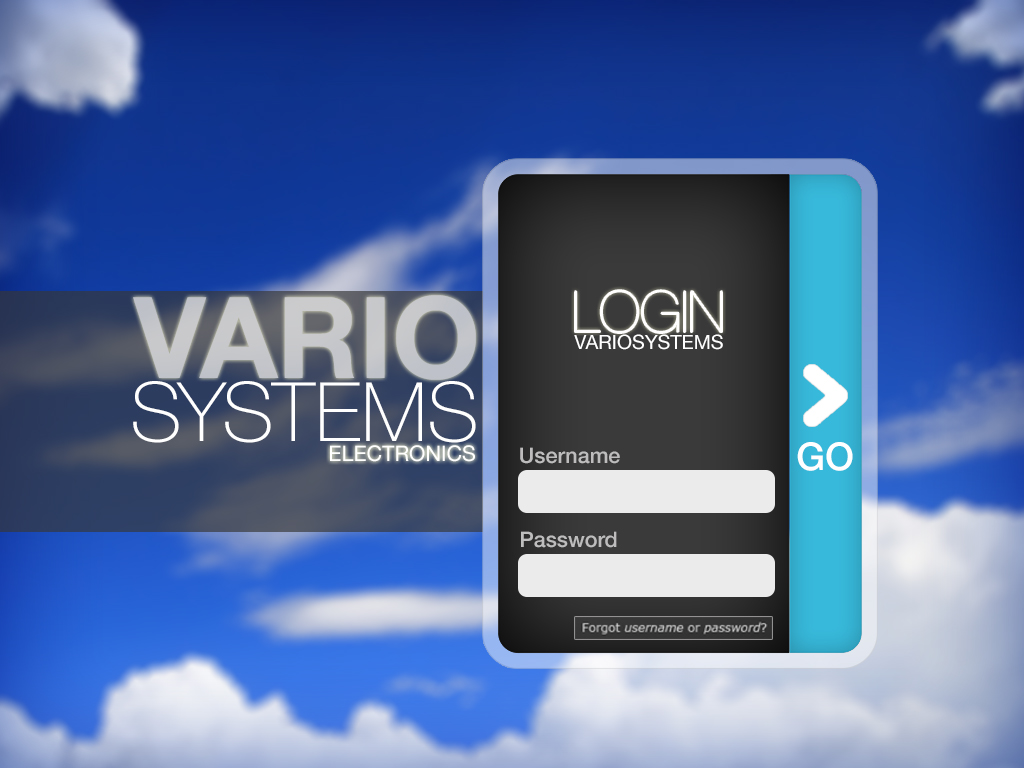 VARIO
SYSTEMS
ELECTRONICS
LOGIN
VARIOSYSTEMS
Username
Password
Forgot username or password?
GO